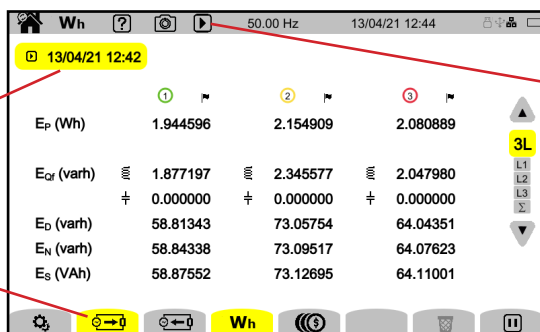 Wh ? 50.00 Hz 13/04/21 12:44
13/04/21 12:42
1 2 3
EP (Wh) 1.944596 2.154909 2.080889
3L
EQf (varh) 1.877197 2.345577 2.047980
L1
L2
0.000000 0.000000 0.000000
L3
Σ
ED (varh) 58.81343 73.05754 64.04351
EN (varh) 58.84338 73.09517 64.07623
ES (VAh) 58.87552 73.12695 64.11001
Wh $